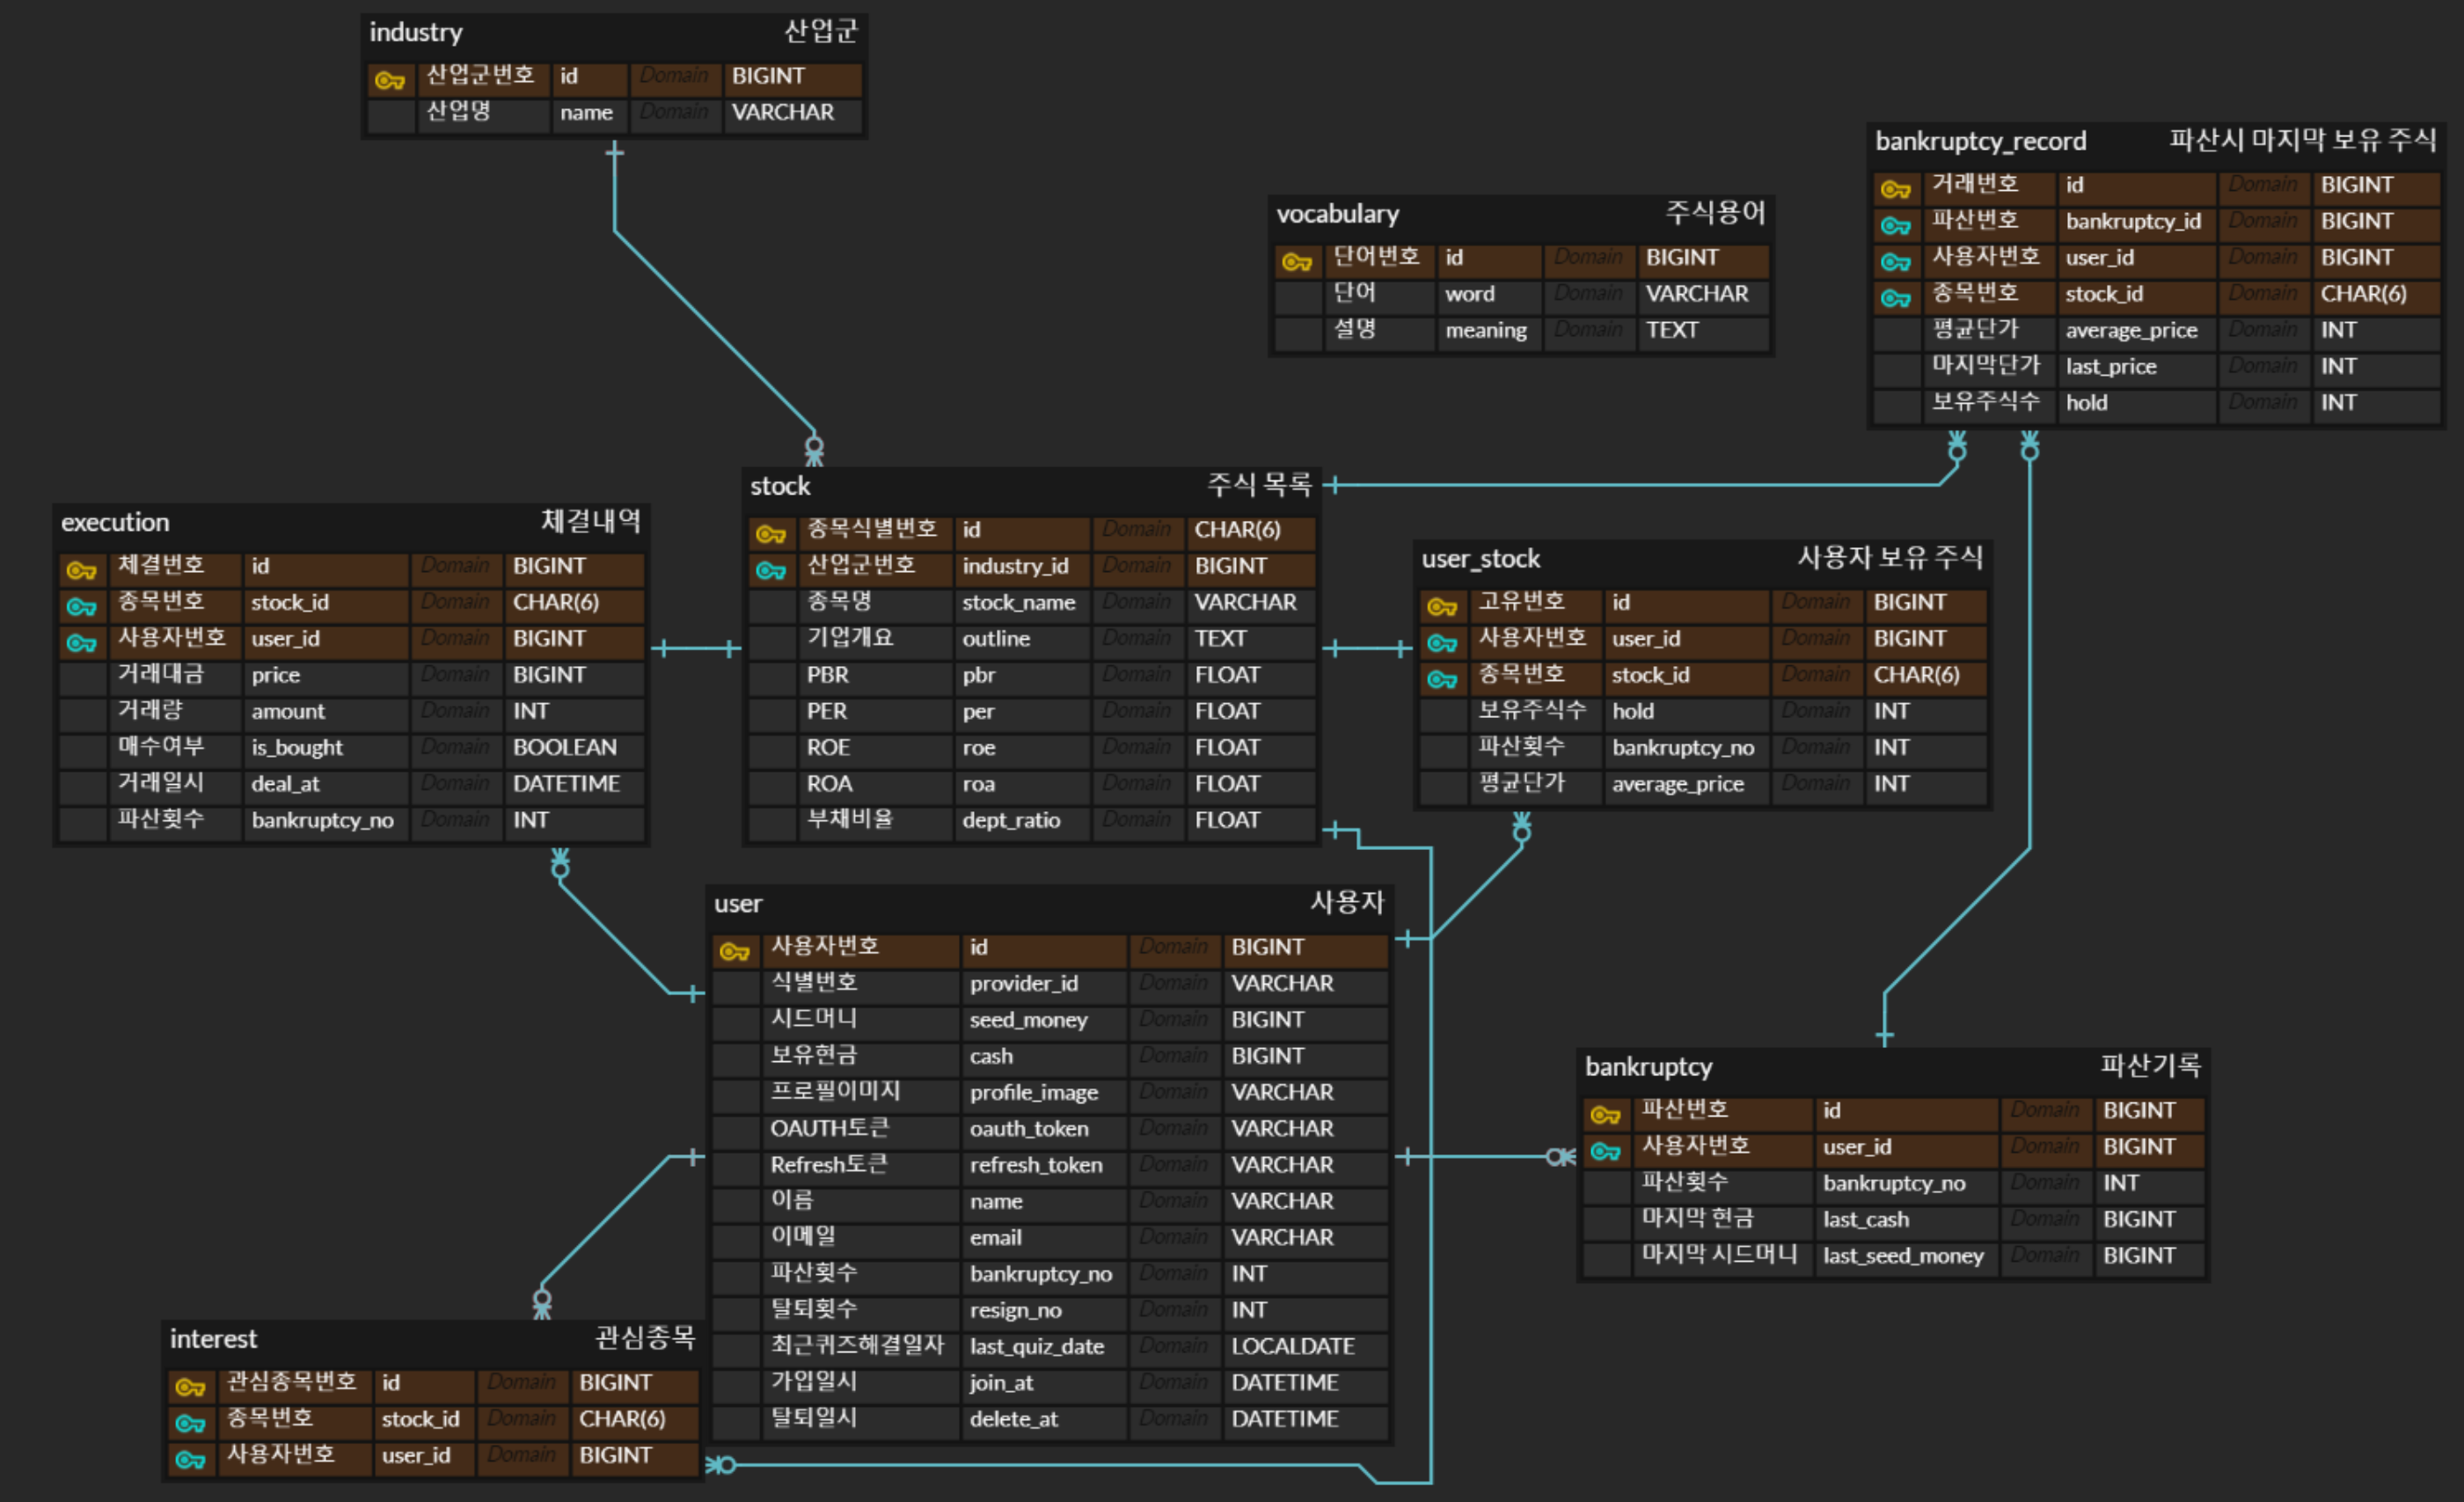 industry 산업군
산업군번호 id Domain BIGINT
산업명 name Domain VARCHAR
bankruptcy_record 파산시 마지막 보유 주식
거래번호 id Domain BIGINT
파산번호 bankruptcy_id Domain BIGINT
사용자번호 user_id Domain BIGINT
종목번호 stock_id Domain CHAR(6)
평균단가 average_price Domain INT
마지막단가 last_price Domain INT
보유주식수 hold Domain INT
vocabulary 주식용어
단어번호 id Domain BIGINT
단어 word Domain VARCHAR
설명 meaning Domain TEXT
stock 주식 목록
종목식별번호 id Domain CHAR(6)
산업군번호 industry_id Domain BIGINT
종목명 stock_name Domain VARCHAR
기업개요 outline Domain TEXT
PBR pbr Domain FLOAT
PER per Domain FLOAT
ROE roe Domain FLOAT
ROA roa Domain FLOAT
부채비율 dept_ratio Domain FLOAT
execution 체결내역
체결번호 id Domain BIGINT
종목번호 stock_id Domain CHAR(6)
사용자번호 user_id Domain BIGINT
거래대금 price Domain BIGINT
거래량 amount Domain INT
매수여부 is_bought Domain BOOLEAN
거래일시 deal_at Domain DATETIME
파산횟수 bankruptcy_no Domain INT
user_stock 사용자 보유 주식
고유번호 id Domain BIGINT
사용자번호 user_id Domain BIGINT
종목번호 stock_id Domain CHAR(6)
보유주식수 hold Domain INT
파산횟수 bankruptcy_no Domain INT
평균단가 average_price Domain INT
user 사용자
사용자번호 id Domain BIGINT
식별번호 provider_id Domain VARCHAR
시드머니 seed_money Domain BIGINT
보유현금 cash Domain BIGINT
프로필이미지 profile_image Domain VARCHAR
OAUTH토큰 oauth_token Domain VARCHAR
Refresh토큰 refresh_token Domain VARCHAR
이름 name Domain VARCHAR
이메일 email Domain VARCHAR
파산횟수 bankruptcy_no Domain INT
탈퇴횟수 resign_no Domain INT
최근퀴즈해결일자 last_quiz_date Domain LOCALDATE
가입일시 join_at Domain DATETIME
탈퇴일시 delete_at Domain DATETIME
bankruptcy 파산기록
파산번호 id Domain BIGINT
사용자번호 user_id Domain BIGINT
파산횟수 bankruptcy_no Domain INT
마지막 현금 last_cash Domain BIGINT
마지막 시드머니 last_seed_money Domain BIGINT
interest 관심종목
관심종목번호 id Domain BIGINT
종목번호 stock_id Domain CHAR(6)
사용자번호 user_id Domain BIGINT